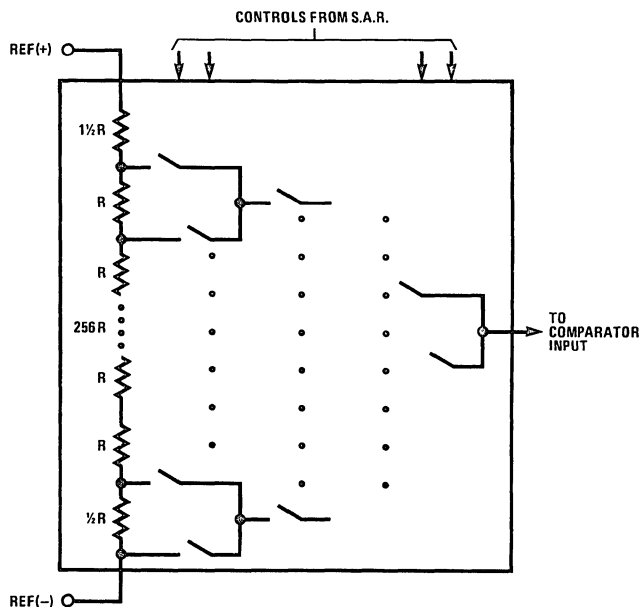 CONTROLS FROM S.A.R.
REF(+)
1½R
R
R
256R
R
R
½R
REF(−)
TO
COMPARATOR
INPUT